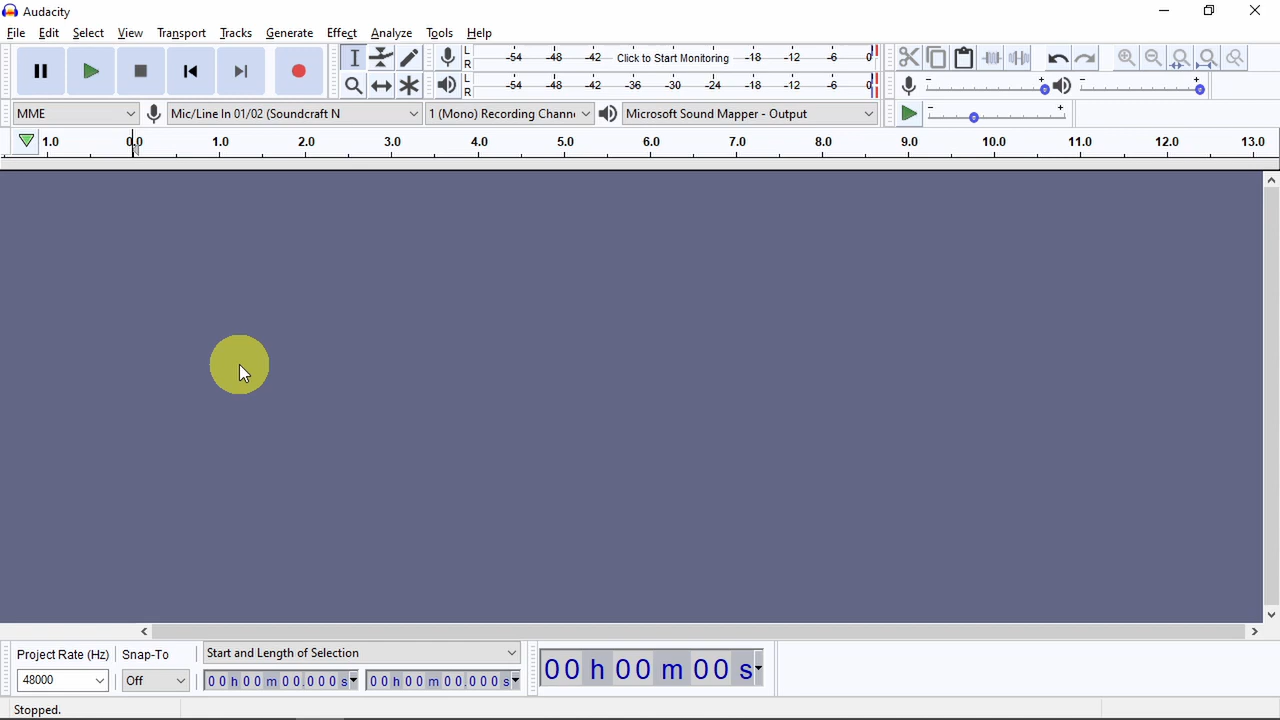 Audacity
File Edit Select View Transport Tracks Generate Effect Analyze Tools Help
L R -54 -48 -42 Click to Start Monitoring -18 -12 -6 0
L R -54 -48 -42 -36 -30 -24 -18 -12 -6 0
- + - +
MME Mic/Line In 01/02 (Soundcraft N 1 (Mono) Recording Chann Microsoft Sound Mapper - Output - +
1.0 0.0 1.0 2.0 3.0 4.0 5.0 6.0 7.0 8.0 9.0 10.0 11.0 12.0 13.0
Project Rate (Hz) Snap-To Start and Length of Selection
48000 Off 00 h 00 m 00.000 s 00 h 00 m 00.000 s 00 h 00 m 00 s
Stopped.